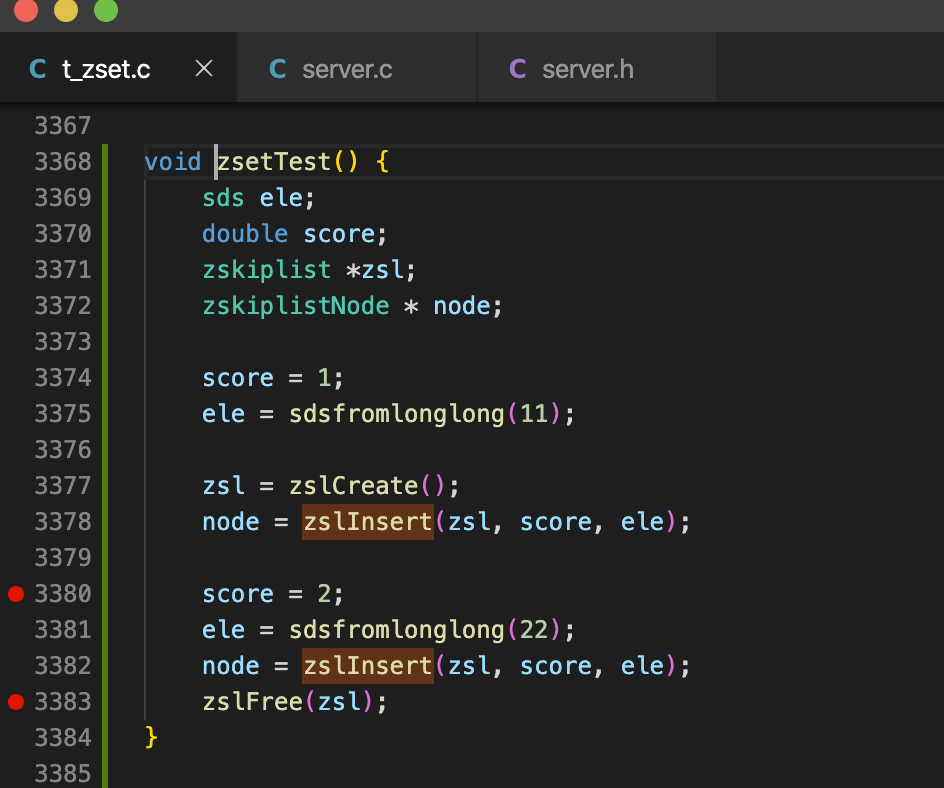 C t_zset.c × C server.c C server.h
3367
3368 void zsetTest() {
3369 sds ele;
3370 double score;
3371 zskiplist *zsl;
3372 zskiplistNode * node;
3373
3374 score = 1;
3375 ele = sdsfromlonglong(11);
3376
3377 zsl = zslCreate();
3378 node = zslInsert(zsl, score, ele);
3379
3380 score = 2;
3381 ele = sdsfromlonglong(22);
3382 node = zslInsert(zsl, score, ele);
3383 zslFree(zsl);
3384 }
3385